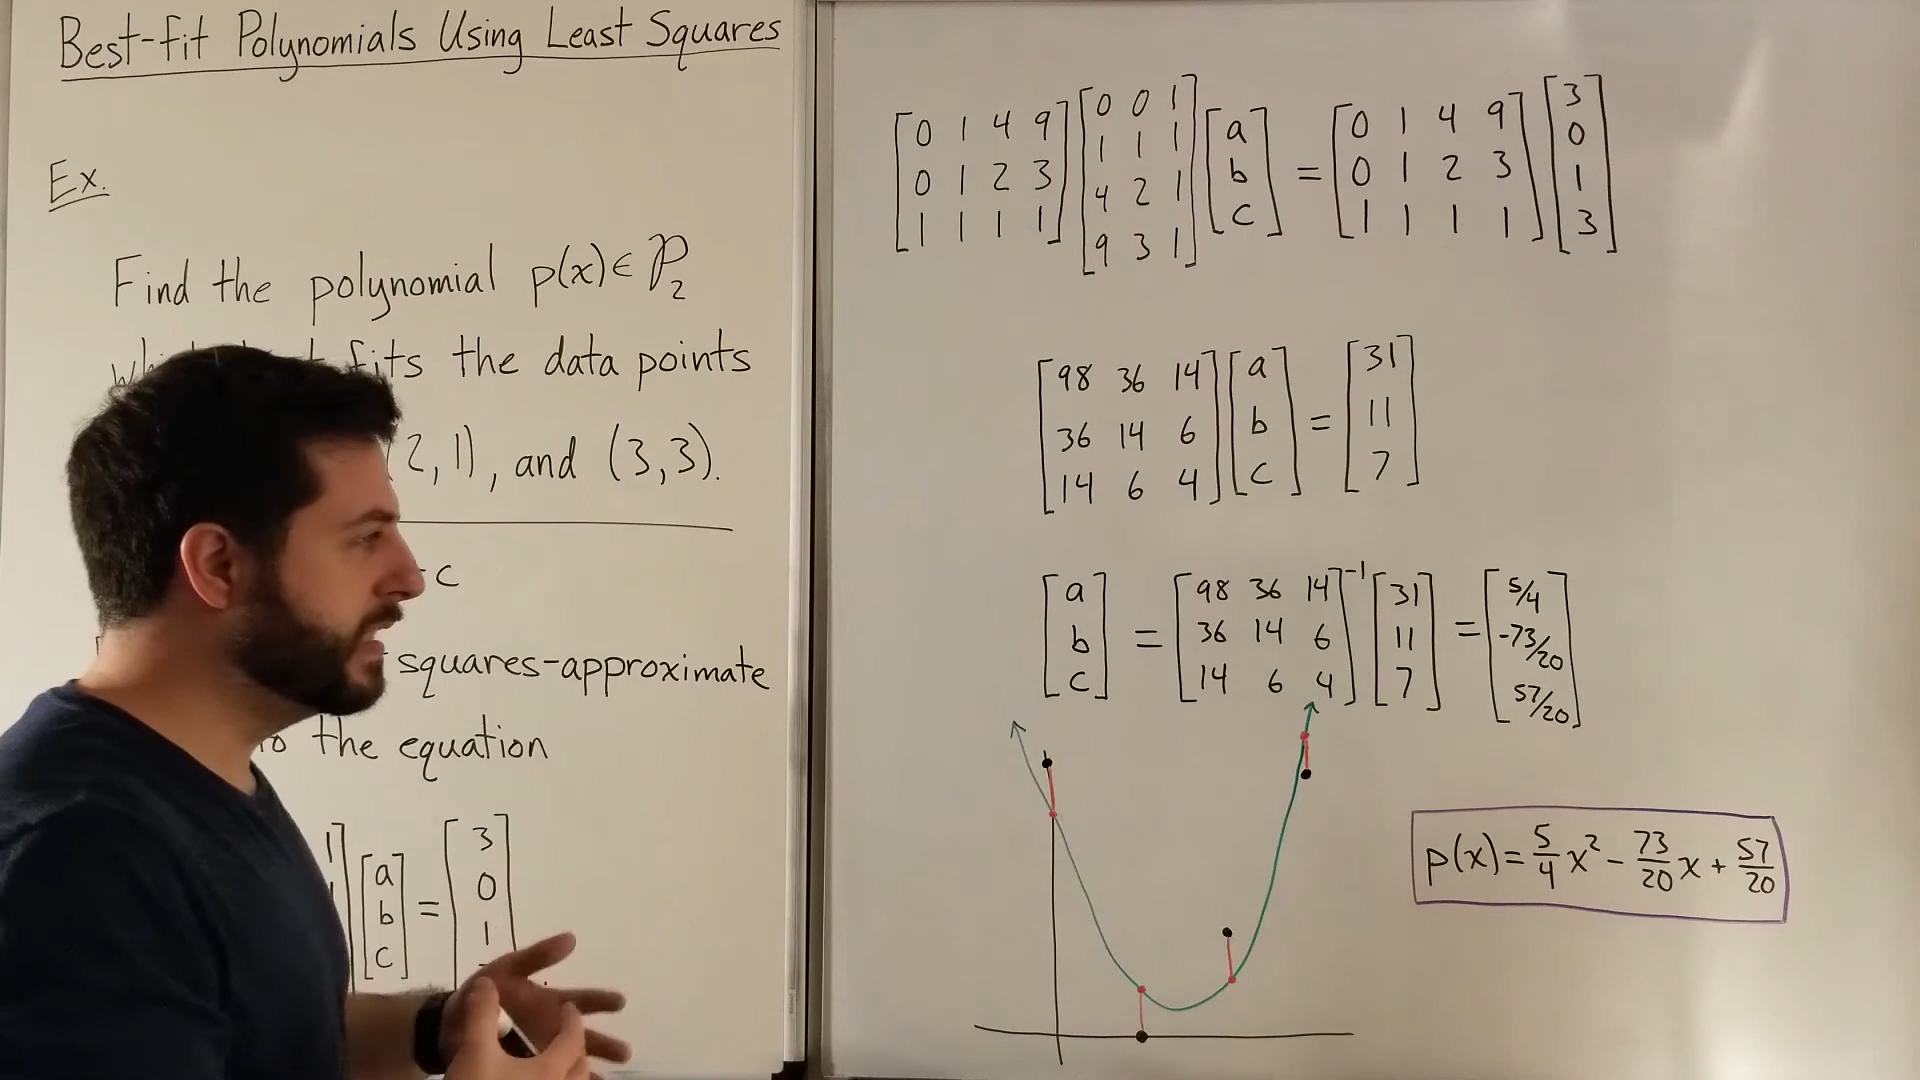 Best-fit Polynomials Using Least Squares
Ex.
Find the polynomial p(x) ∈ P₂
fits the data points
2,1), and (3,3).
c
squares-approximate
the equation
[a b c] = [3 0 1
[0 1 4 9; 0 1 2 3; 1 1 1 1] [0 0 1; 1 1 1; 4 2 1; 9 3 1] [a; b; c] = [0 1 4 9; 0 1 2 3; 1 1 1 1] [3; 0; 1; 3]
[98 36 14; 36 14 6; 14 6 4] [a; b; c] = [31; 11; 7]
[a; b; c] = [98 36 14; 36 14 6; 14 6 4]⁻¹ [31; 11; 7] = [5/4; -73/20; 57/20]
p(x) = 5/4 x² - 73/20 x + 57/20